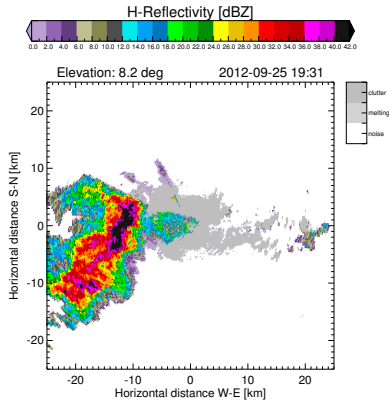 H-Reflectivity [dBZ]
0.0 2.0 4.0 6.0 8.0 10.0 12.0 14.0 16.0 18.0 20.0 22.0 24.0 26.0 28.0 30.0 32.0 34.0 36.0 38.0 40.0 42.0
Elevation: 8.2 deg 2012-09-25 19:31
clutter
melting
noise
20
10
0
-10
-20
Horizontal distance S-N [km]
-20 -10 0 10 20
Horizontal distance W-E [km]